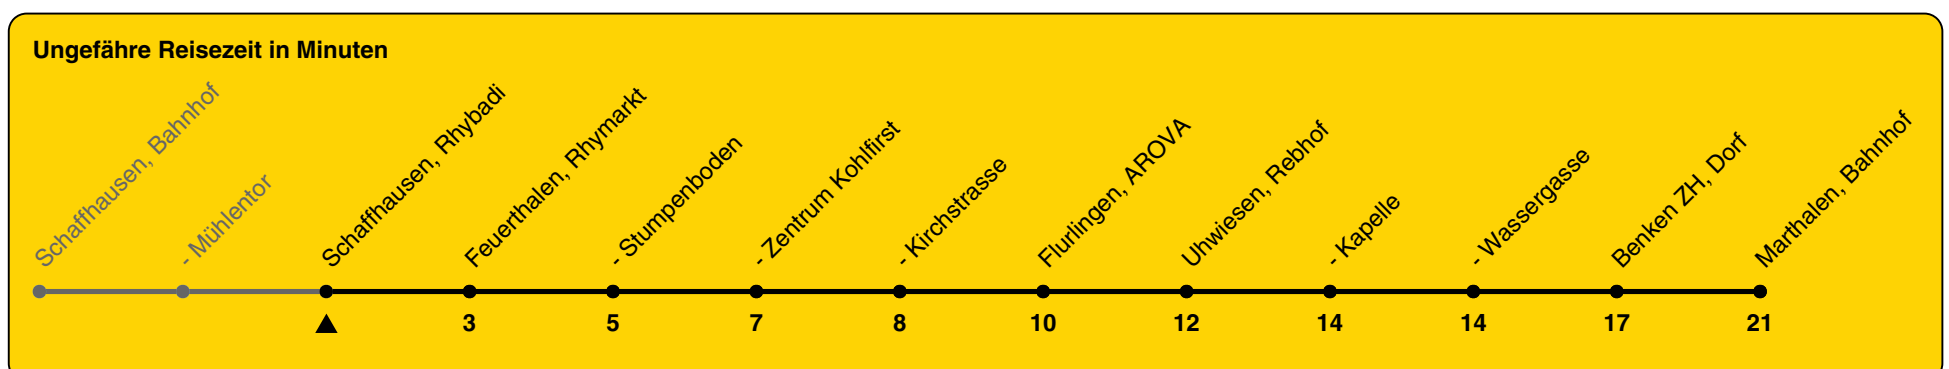 Ungefähre Reisezeit in Minuten
Schaffhausen, Bahnhof
- Mühlentor
Schaffhausen, Rhybadi
Feuerthalen, Rhymarkt
- Stumpenboden
- Zentrum Kohlfirst
- Kirchstrasse
Flurlingen, AROVA
Uhwiesen, Rebhof
- Kapelle
- Wassergasse
Benken ZH, Dorf
Marthalen, Bahnhof
3 5 7 8 10 12 14 14 17 21